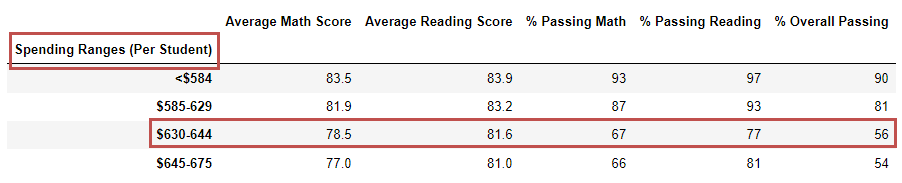 Average Math Score Average Reading Score % Passing Math % Passing Reading % Overall Passing
Spending Ranges (Per Student)
<$584 83.5 83.9 93 97 90
$585-629 81.9 83.2 87 93 81
$630-644 78.5 81.6 67 77 56
$645-675 77.0 81.0 66 81 54